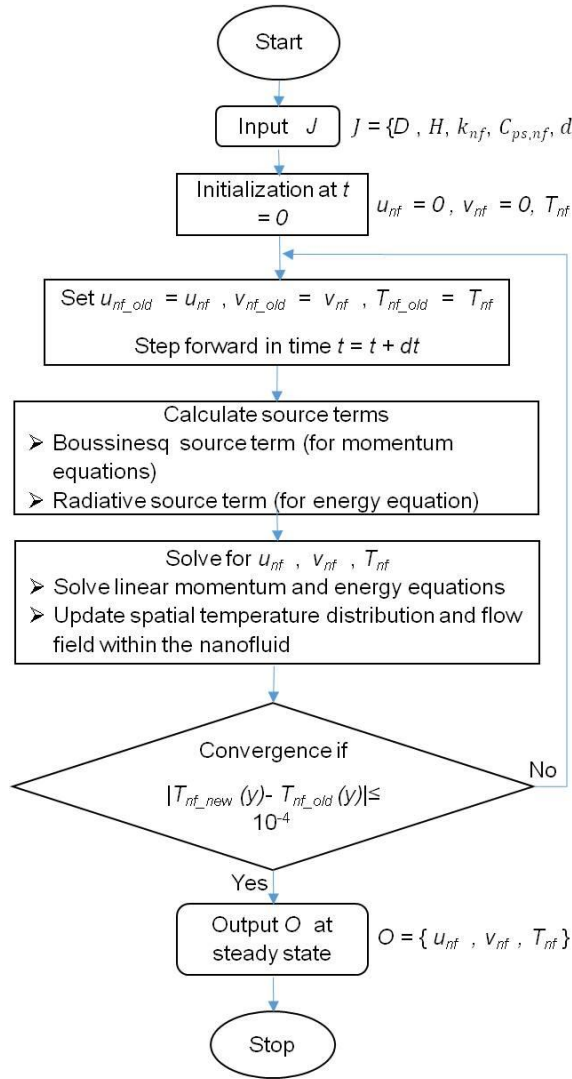 Start
Input J J = {D , H, k_nf, C_ps,nf, d
Initialization at t
= 0
u_nf = 0 , v_nf = 0, T_nf
Set u_nf_old = u_nf , v_nf_old = v_nf , T_nf_old = T_nf
Step forward in time t = t + dt
Calculate source terms
➢ Boussinesq source term (for momentum
equations)
➢ Radiative source term (for energy equation)
Solve for u_nf , v_nf , T_nf
➢ Solve linear momentum and energy equations
➢ Update spatial temperature distribution and flow
field within the nanofluid
Convergence if
|T_nf_new (y)- T_nf_old (y)|≤
10⁻⁴
No
Yes
Output O at
steady state
O = { u_nf , v_nf , T_nf }
Stop